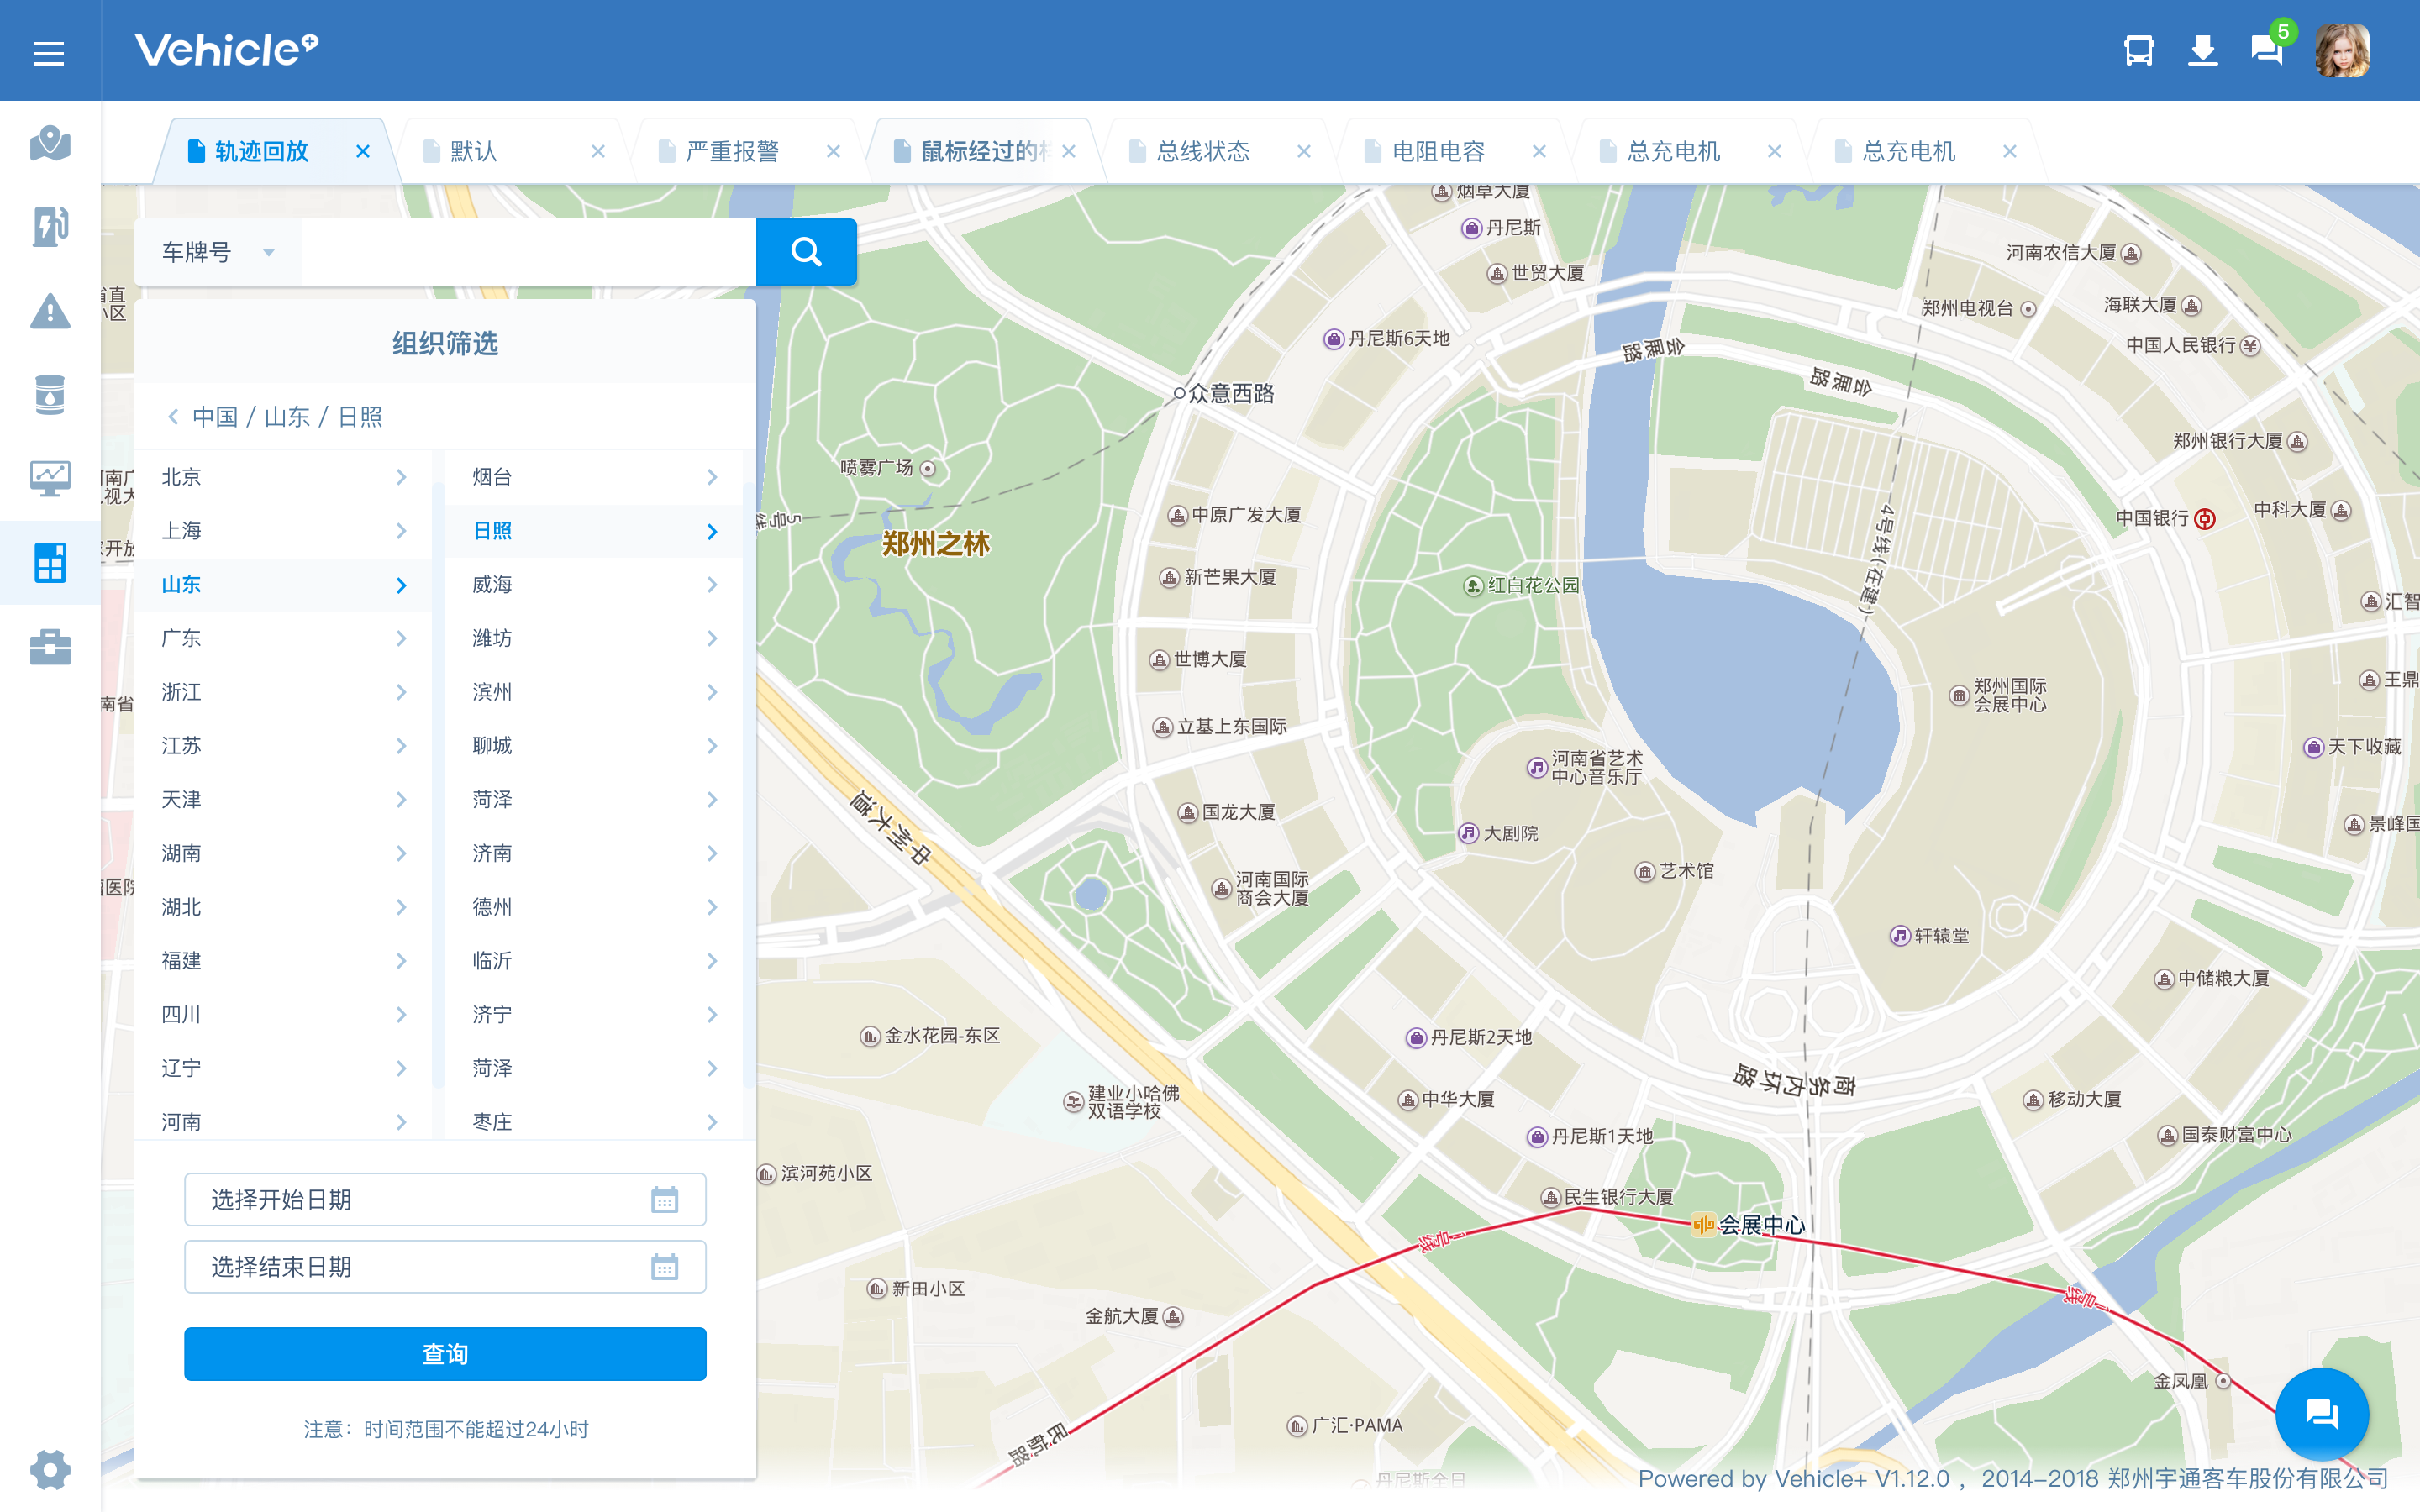 Vehicle+
5
轨迹回放
默认
严重报警
鼠标经过的
总线状态
电阻电容
总充电机
总充电机
车牌号
组织筛选
中国 / 山东 / 日照
北京
上海
山东
广东
浙江
江苏
天津
湖南
湖北
福建
四川
辽宁
河南
烟台
日照
威海
潍坊
滨州
聊城
菏泽
济南
德州
临沂
济宁
菏泽
枣庄
选择开始日期
选择结束日期
查询
注意：时间范围不能超过24小时
烟草大厦
丹尼斯
世贸大厦
河南农信大厦
郑州电视台
海联大厦
中国人民银行
丹尼斯6天地
会展路
会展路
众意西路
郑州银行大厦
喷雾广场
中原广发大厦
5号线
4号线(在建)
中国银行
中科大厦
郑州之林
新芒果大厦
红白花公园
汇智
世博大厦
郑州国际
会展中心
王鼎
立基上东国际
天下收藏
河南省艺术
中心音乐厅
中州大道
国龙大厦
大剧院
景峰国
艺术馆
河南国际
商会大厦
轩辕堂
中储粮大厦
金水花园-东区
丹尼斯2天地
商务内环路
建业小哈佛
双语学校
中华大厦
移动大厦
丹尼斯1天地
国泰财富中心
滨河苑小区
民生银行大厦
会展中心
1号线
新田小区
1号线
金航大厦
金凤凰
广汇·PAMA
民航路
丹尼斯全日
小区
南省
医院
Powered by Vehicle+ V1.12.0 ，2014-2018 郑州宇通客车股份有限公司